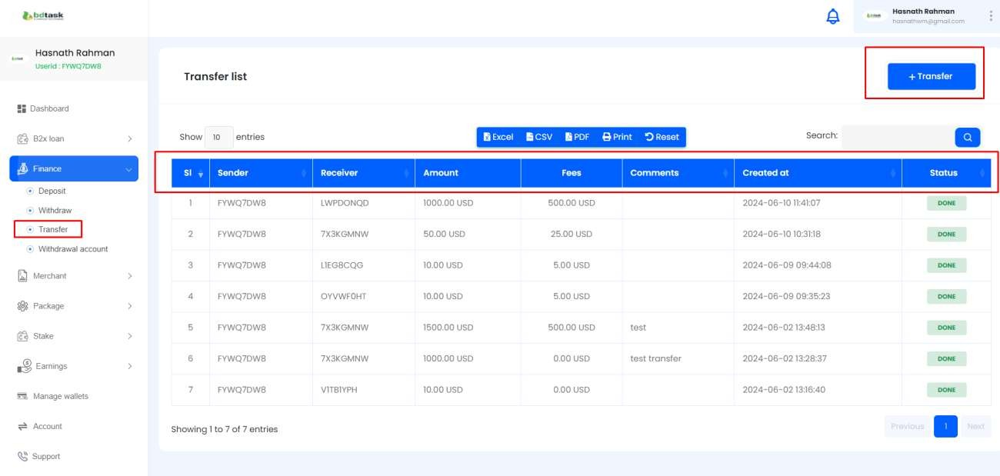 bdtask
Hasnath Rahman
hasnathwm@gmail.com
Hasnath Rahman
UserId : FYWQ7DW8
Dashboard
B2x loan
Finance
Deposit
Withdraw
Transfer
Withdrawal account
Merchant
Package
Stake
Earnings
Manage wallets
Account
Support
Transfer list
+ Transfer
Show 10 entries
Excel CSV PDF Print Reset
Search:
Sl Sender Receiver Amount Fees Comments Created at Status
1 FYWQ7DW8 LWPDONQD 1000.00 USD 500.00 USD 2024-06-10 11:41:07 DONE
2 FYWQ7DW8 7X3KGMNW 50.00 USD 25.00 USD 2024-06-10 10:31:18 DONE
3 FYWQ7DW8 L1EG8CQG 10.00 USD 5.00 USD 2024-06-09 09:44:08 DONE
4 FYWQ7DW8 OYVWF0HT 10.00 USD 5.00 USD 2024-06-09 09:35:23 DONE
5 FYWQ7DW8 7X3KGMNW 1500.00 USD 500.00 USD test 2024-06-02 13:48:13 DONE
6 FYWQ7DW8 7X3KGMNW 1000.00 USD 0.00 USD test transfer 2024-06-02 13:28:37 DONE
7 FYWQ7DW8 V1TB1YPH 10.00 USD 0.00 USD 2024-06-02 13:16:40 DONE
Showing 1 to 7 of 7 entries
Previous 1 Next